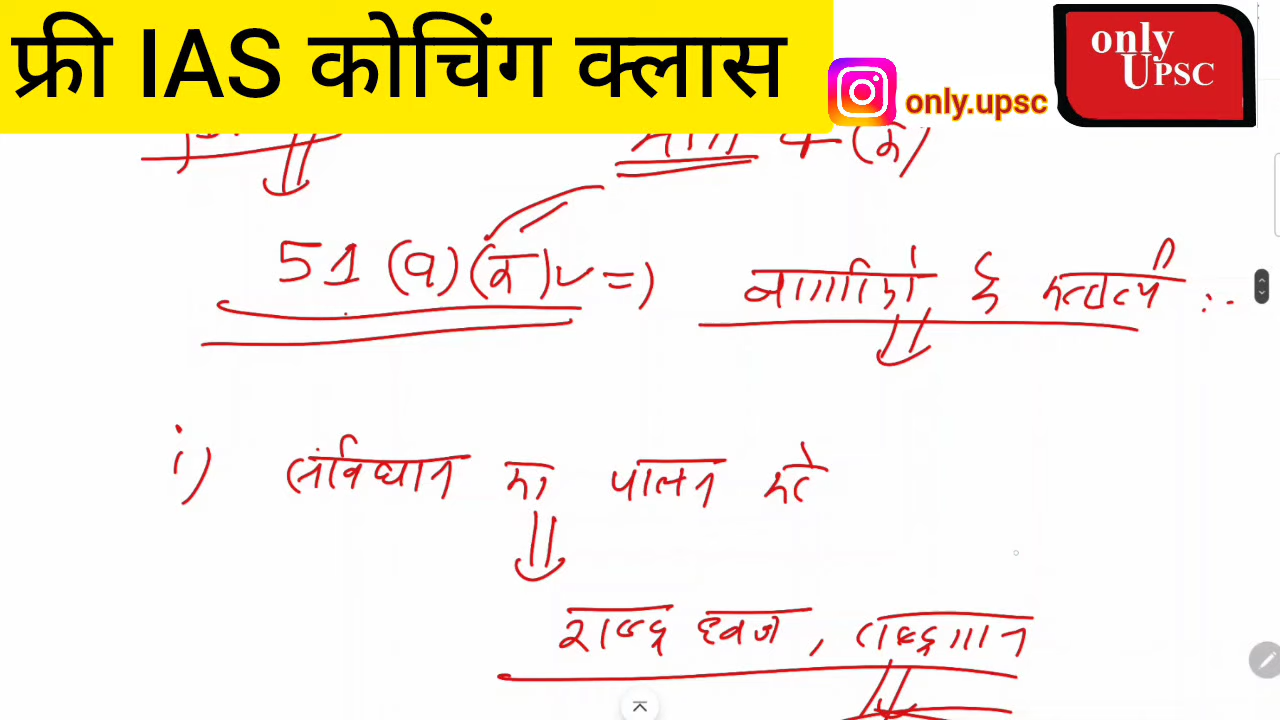 फ्री IAS कोचिंग क्लास
only UPSC
only.upsc
भाग 4 (क)
51 (a) (क) => नागरिकों के कर्तव्य :-
i) संविधान का पालन करे
राष्ट्र ध्वज, राष्ट्रगान